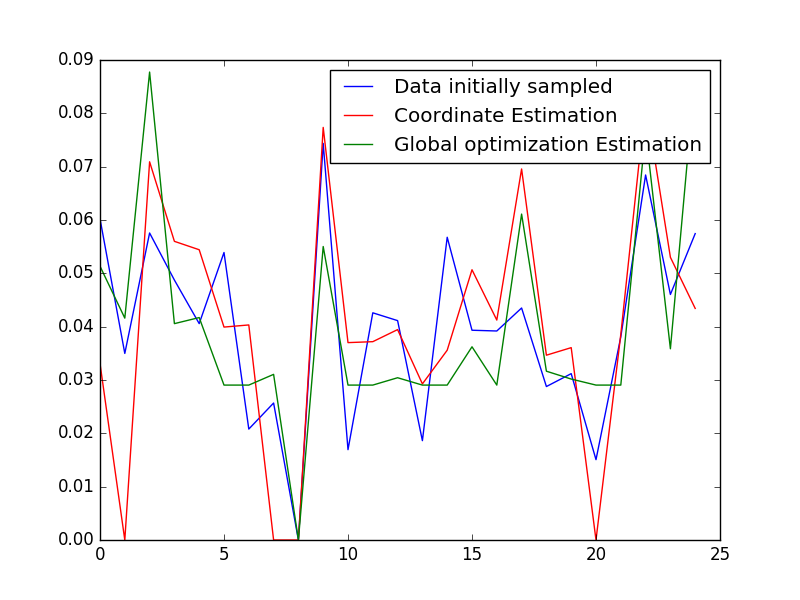 0.09
0.08
0.07
0.06
0.05
0.04
0.03
0.02
0.01
0.00
0 5 10 15 20 25
Data initially sampled
Coordinate Estimation
Global optimization Estimation